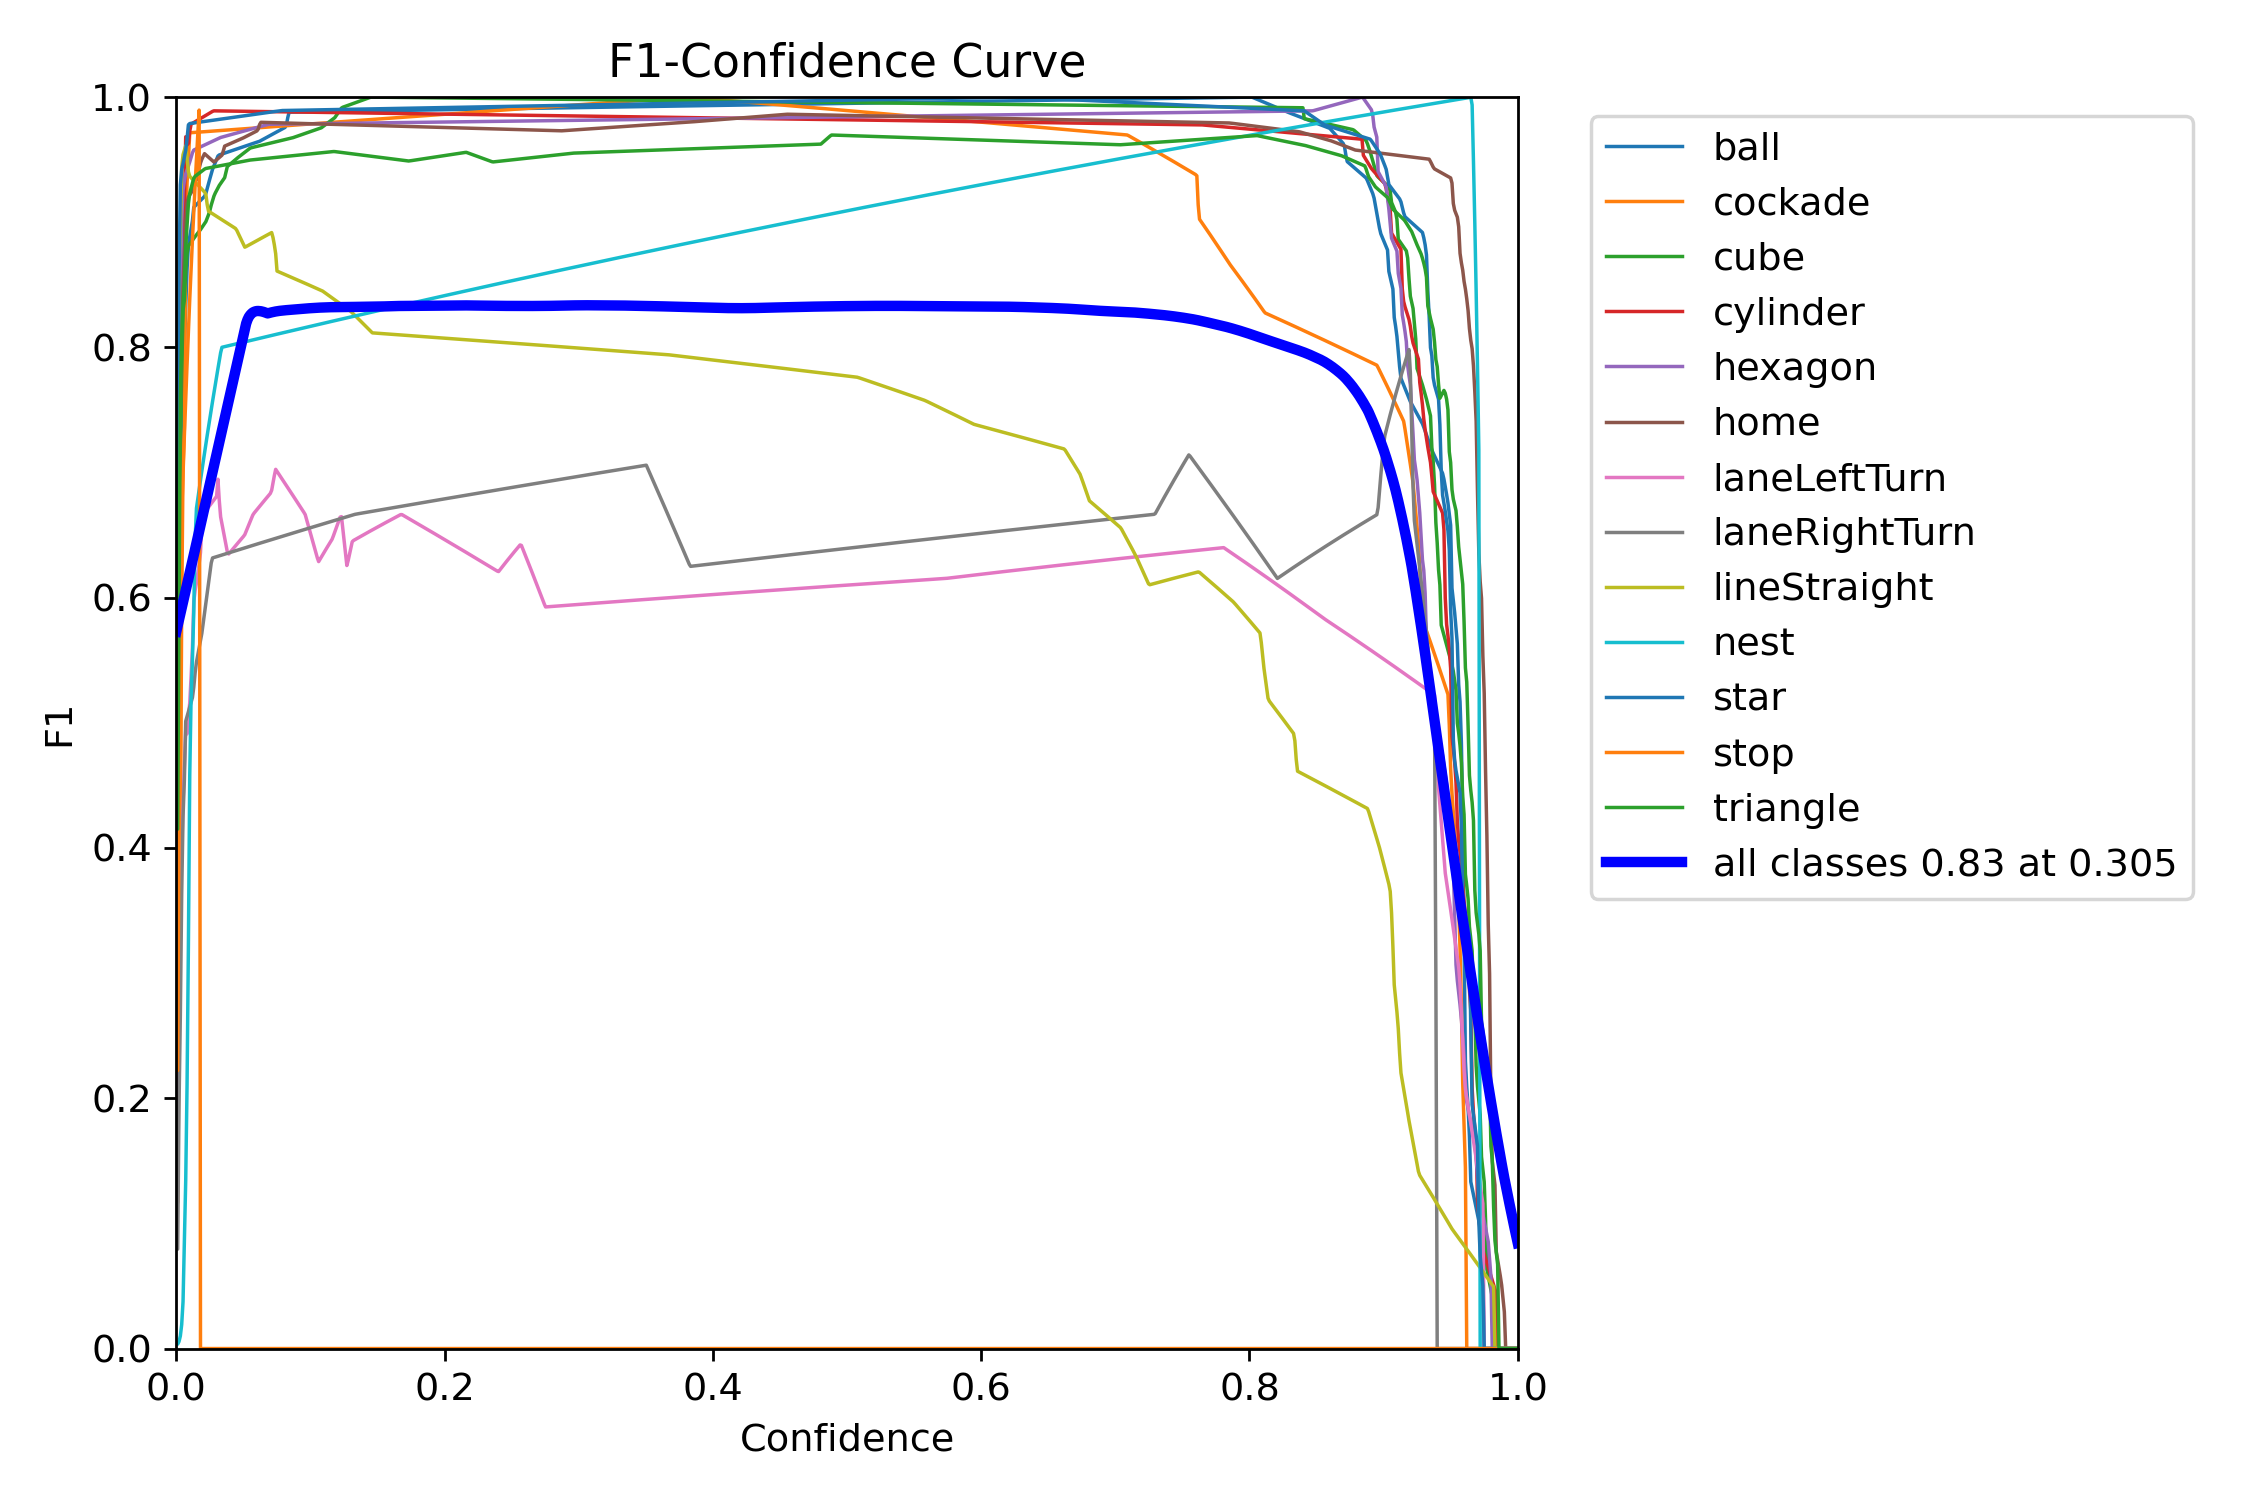 F1-Confidence Curve
1.0
0.8
0.6
0.4
0.2
0.0
F1
0.0 0.2 0.4 0.6 0.8 1.0
Confidence
ball
cockade
cube
cylinder
hexagon
home
laneLeftTurn
laneRightTurn
lineStraight
nest
star
stop
triangle
all classes 0.83 at 0.305